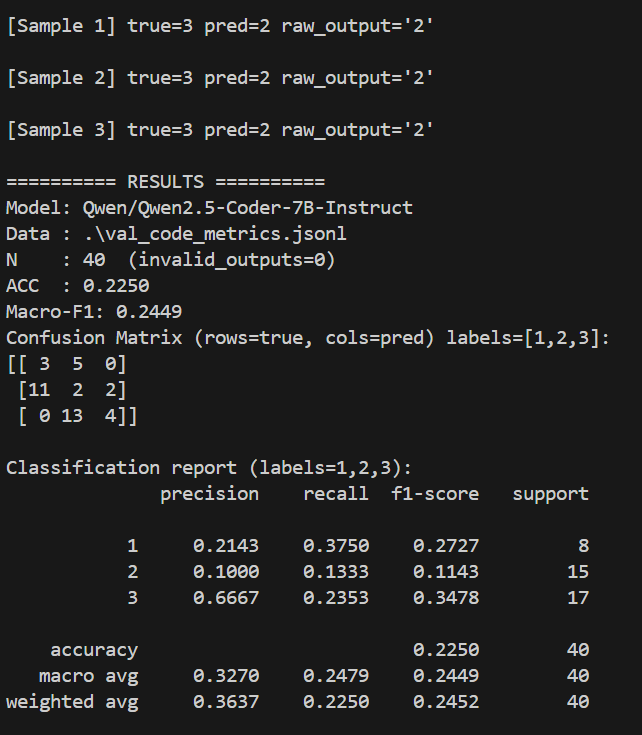 [Sample 1] true=3 pred=2 raw_output='2'
[Sample 2] true=3 pred=2 raw_output='2'
[Sample 3] true=3 pred=2 raw_output='2'
========== RESULTS ==========
Model: Qwen/Qwen2.5-Coder-7B-Instruct
Data : .\val_code_metrics.jsonl
N    : 40  (invalid_outputs=0)
ACC  : 0.2250
Macro-F1: 0.2449
Confusion Matrix (rows=true, cols=pred) labels=[1,2,3]:
[[ 3  5  0]
 [11  2  2]
 [ 0 13  4]]
Classification report (labels=1,2,3):
              precision    recall  f1-score   support
           1     0.2143    0.3750    0.2727         8
           2     0.1000    0.1333    0.1143        15
           3     0.6667    0.2353    0.3478        17
    accuracy                         0.2250        40
   macro avg     0.3270    0.2479    0.2449        40
weighted avg     0.3637    0.2250    0.2452        40